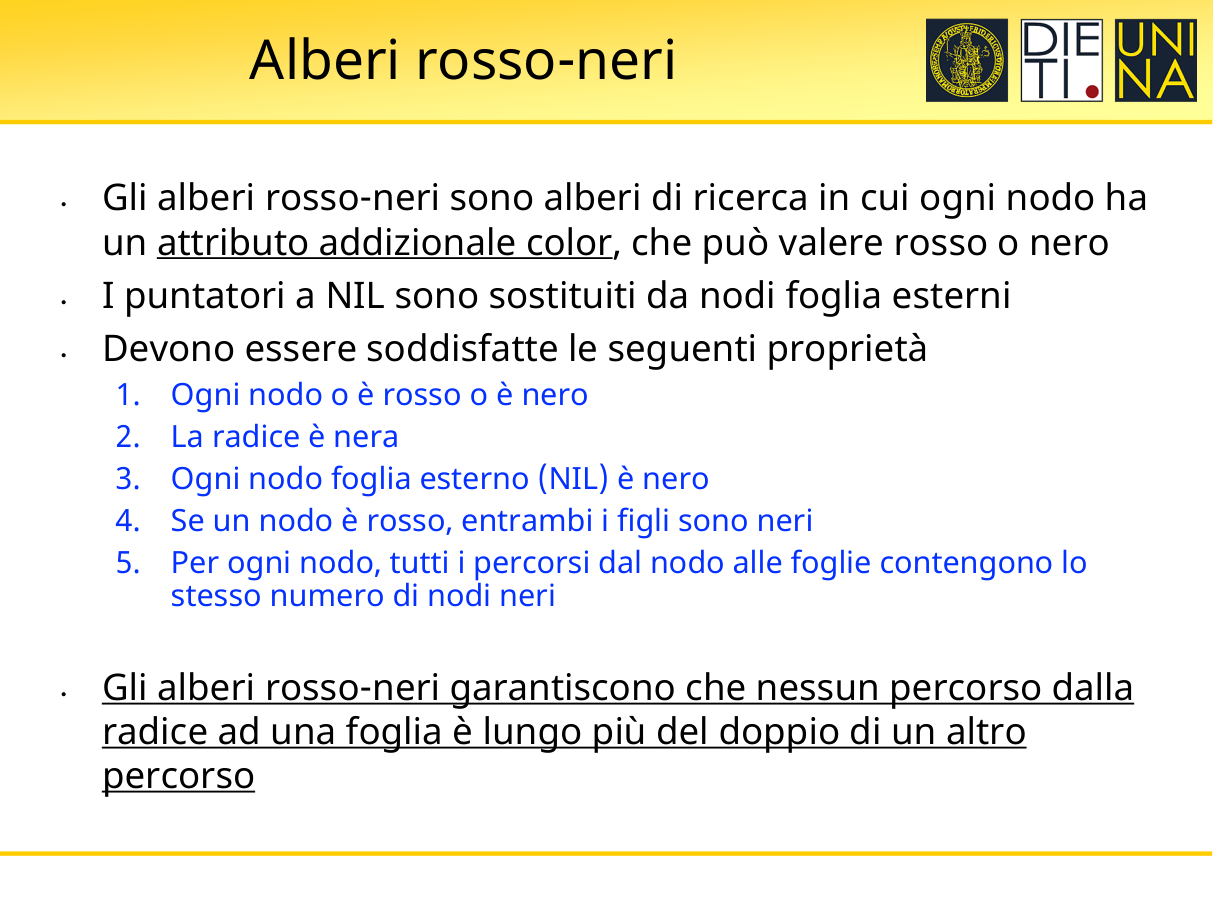 Alberi rosso-neri
DIE
TI
UNI
NA
• Gli alberi rosso-neri sono alberi di ricerca in cui ogni nodo ha
un attributo addizionale color, che può valere rosso o nero
• I puntatori a NIL sono sostituiti da nodi foglia esterni
• Devono essere soddisfatte le seguenti proprietà
1. Ogni nodo o è rosso o è nero
2. La radice è nera
3. Ogni nodo foglia esterno (NIL) è nero
4. Se un nodo è rosso, entrambi i figli sono neri
5. Per ogni nodo, tutti i percorsi dal nodo alle foglie contengono lo
stesso numero di nodi neri
• Gli alberi rosso-neri garantiscono che nessun percorso dalla
radice ad una foglia è lungo più del doppio di un altro
percorso